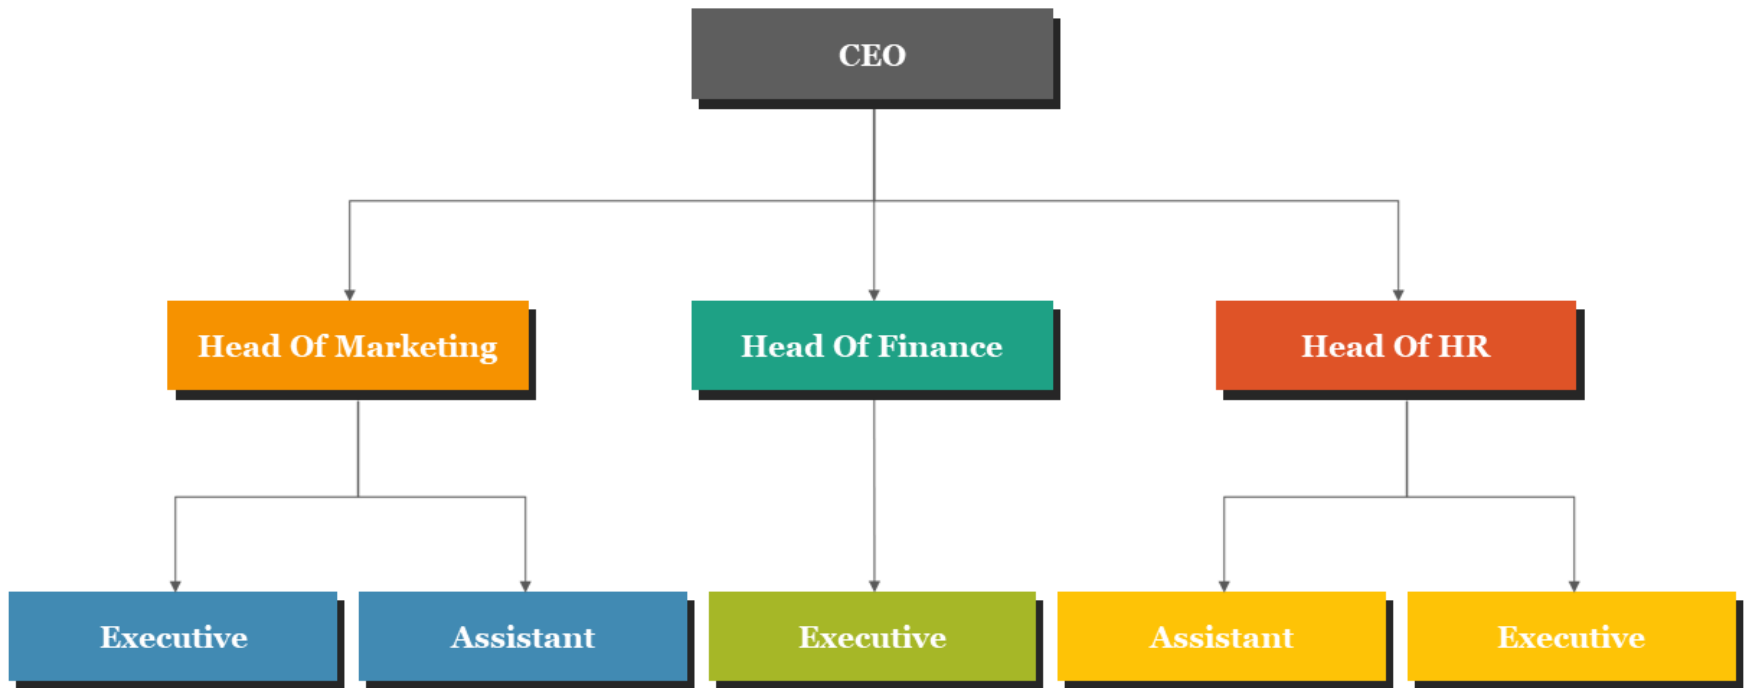 CEO
Head Of Marketing
Head Of Finance
Head Of HR
Executive
Assistant
Executive
Assistant
Executive